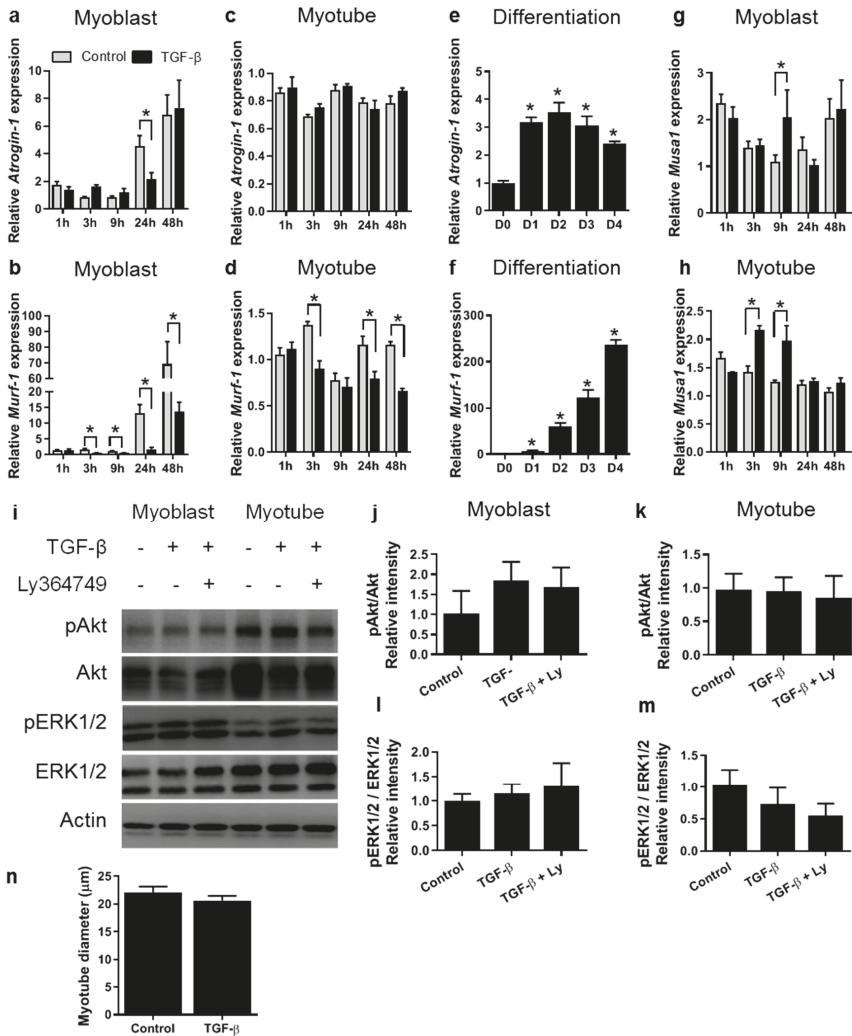 a
Myoblast
Control
TGF-β
Relative Atrogin-1 expression
10
8
6
4
2
0
1h 3h 9h 24h 48h
*
c
Myotube
Relative Atrogin-1 expression
1.0
0.8
0.6
0.4
0.2
0.0
1h 3h 9h 24h 48h
e
Differentiation
Relative Atrogin-1 expression
5
4
3
2
1
0
* * * *
D0 D1 D2 D3 D4
g
Myoblast
Relative Musa1 expression
3
2
1
0
*
1h 3h 9h 24h 48h
b
Myoblast
Relative Murf-1 expression
100
90
80
70
60
20
15
10
5
0
* * * *
1h 3h 9h 24h 48h
d
Myotube
Relative Murf-1 expression
1.5
1.0
0.5
0.0
* * *
1h 3h 9h 24h 48h
f
Differentiation
Relative Murf-1 expression
300
200
100
0
* * * *
D0 D1 D2 D3 D4
h
Myotube
Relative Musa1 expression
2.5
2.0
1.5
1.0
0.5
0.0
* *
1h 3h 9h 24h 48h
i
Myoblast Myotube
TGF-β - + + - + +
Ly364749 - - + - - +
pAkt
Akt
pERK1/2
ERK1/2
Actin
j
Myoblast
pAkt/Akt
Relative intensity
2.5
2.0
1.5
1.0
0.5
0.0
Control TGF- TGF-β + Ly
k
Myotube
pAkt/Akt
Relative intensity
1.5
1.0
0.5
0.0
Control TGF-β TGF-β + Ly
l
pERK1/2 / ERK1/2
Relative intensity
2.0
1.5
1.0
0.5
0.0
Control TGF-β TGF-β + Ly
m
pERK1/2 / ERK1/2
Relative intensity
1.5
1.0
0.5
0.0
Control TGF-β TGF-β + Ly
n
Myotube diameter (μm)
25
20
15
10
5
0
Control TGF-β